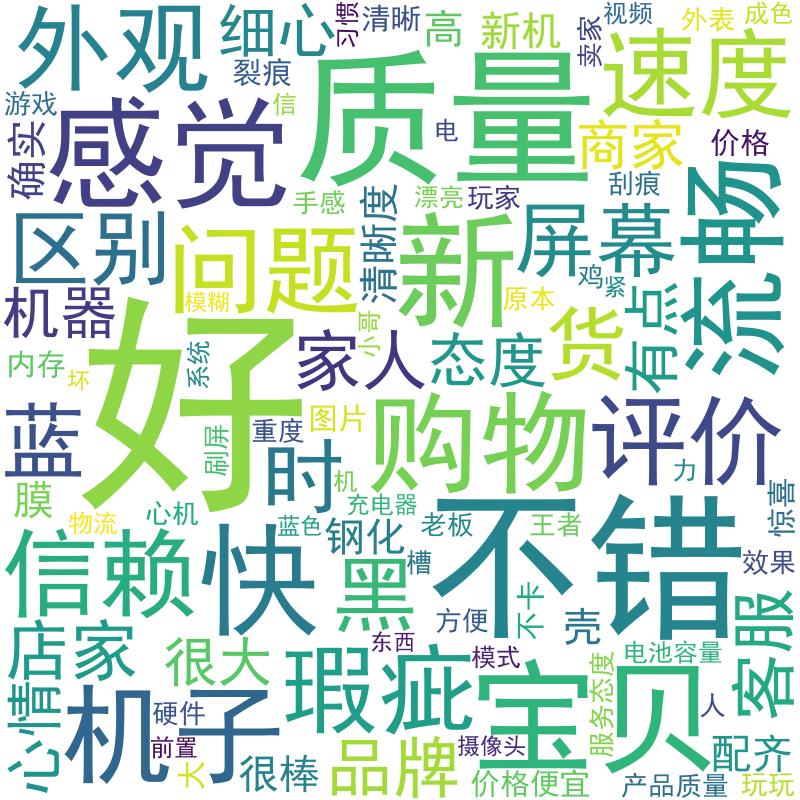 外观
细心
习惯
清晰
高
新机
卖家
视频
外表
成色
裂痕
质量
速度
游戏
信
感觉
电
商家
价格
确实
手感
漂亮
玩家
刮痕
流畅
区别
问题
清晰度
新
屏幕
鸡
紧
机器
模糊
原本
有点
小哥
货
好
家人
态度
内存
坏
系统
蓝
购物
评价
图片
重度
刷屏
时
膜
机
力
充电器
惊喜
物流
心机
蓝色
钢化
老板
王者
不错
信赖
快
槽
效果
黑
不卡
方便
壳
客服
店家
很大
东西
瑕疵
模式
宝贝
服务态度
电池容量
心情
机子
硬件
人
前置
大
很棒
品牌
摄像头
配齐
价格便宜
产品质量
玩玩